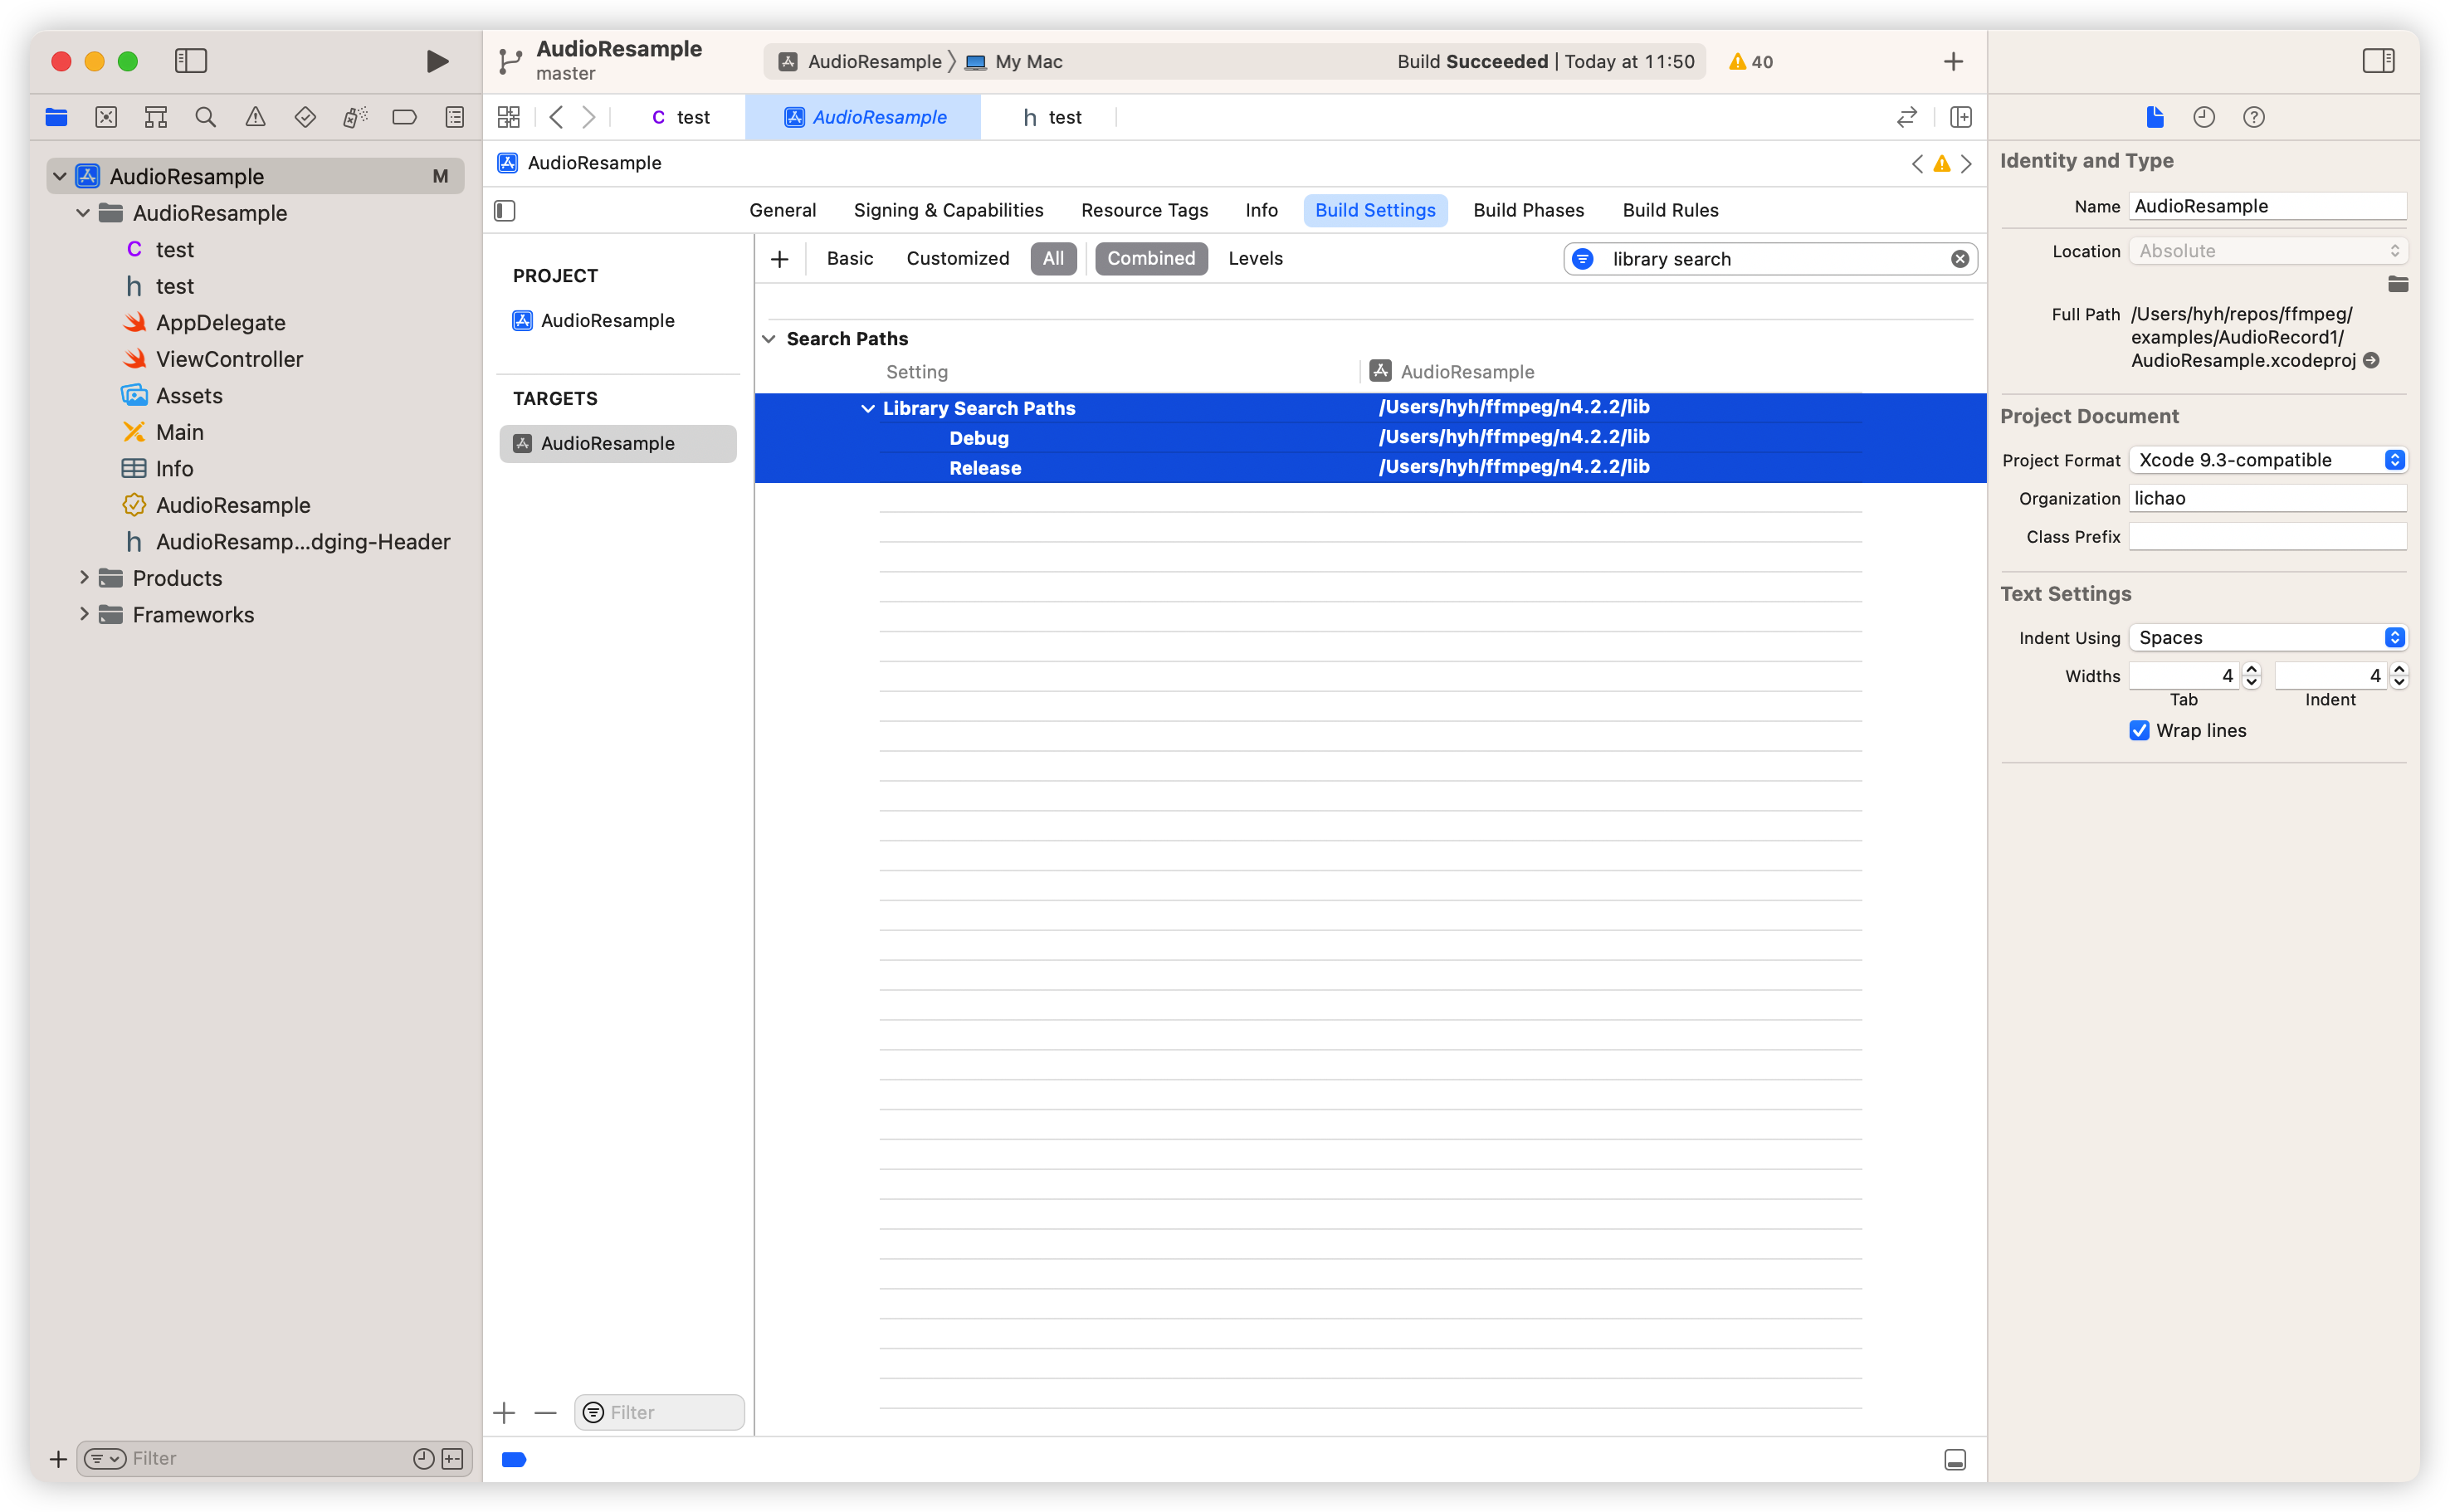 AudioResample
master
AudioResample
My Mac
Build Succeeded | Today at 11:50
40
C test
AudioResample
h test
AudioResample
General Signing & Capabilities Resource Tags Info Build Settings Build Phases Build Rules
Basic Customized All Combined Levels
library search
AudioResample M
AudioResample
C test
h test
AppDelegate
ViewController
Assets
Main
Info
AudioResample
h AudioResamp...dging-Header
Products
Frameworks
Filter
PROJECT
AudioResample
TARGETS
AudioResample
Filter
Search Paths
Setting AudioResample
Library Search Paths /Users/hyh/ffmpeg/n4.2.2/lib
Debug /Users/hyh/ffmpeg/n4.2.2/lib
Release /Users/hyh/ffmpeg/n4.2.2/lib
Identity and Type
Name AudioResample
Location Absolute
Full Path /Users/hyh/repos/ffmpeg/
examples/AudioRecord1/
AudioResample.xcodeproj
Project Document
Project Format Xcode 9.3-compatible
Organization lichao
Class Prefix
Text Settings
Indent Using Spaces
Widths 4 4
Tab Indent
Wrap lines